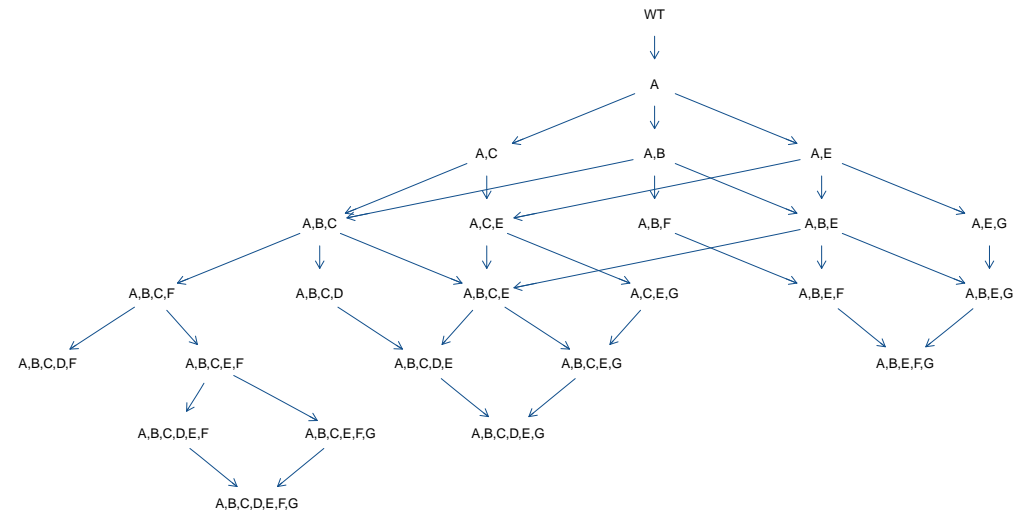 WT
A
A,C
A,B
A,E
A,B,C
A,C,E
A,B,F
A,B,E
A,E,G
A,B,C,F
A,B,C,D
A,B,C,E
A,C,E,G
A,B,E,F
A,B,E,G
A,B,C,D,F
A,B,C,E,F
A,B,C,D,E
A,B,C,E,G
A,B,E,F,G
A,B,C,D,E,F
A,B,C,E,F,G
A,B,C,D,E,G
A,B,C,D,E,F,G